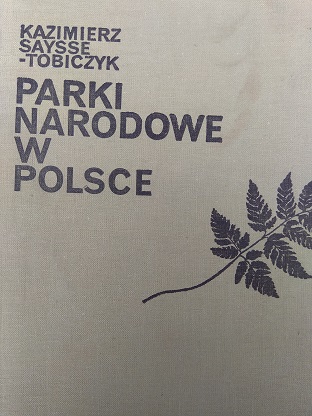 KAZIMIERZ
SAYSSE
-TOBICZYK
PARKI
NARODOWE
W
POLSCE